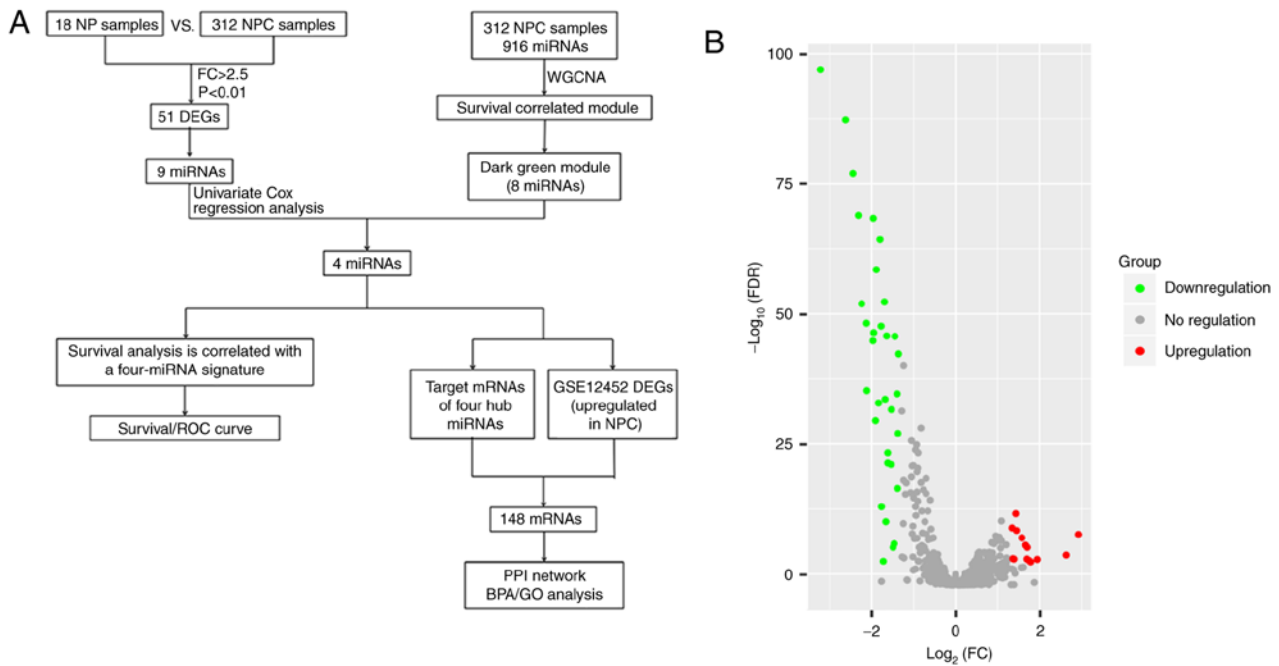 A
18 NP samples
VS.
312 NPC samples
FC>2.5
P<0.01
51 DEGs
9 miRNAs
Univariate Cox
regression analysis
312 NPC samples
916 miRNAs
WGCNA
Survival correlated module
Dark green module
(8 miRNAs)
4 miRNAs
Survival analysis is correlated with
a four-miRNA signature
Survival/ROC curve
Target mRNAs
of four hub
miRNAs
GSE12452 DEGs
(upregulated
in NPC)
148 mRNAs
PPI network
BPA/GO analysis
B
100
75
50
25
0
−Log10 (FDR)
−2
0
2
Log2 (FC)
Group
Downregulation
No regulation
Upregulation